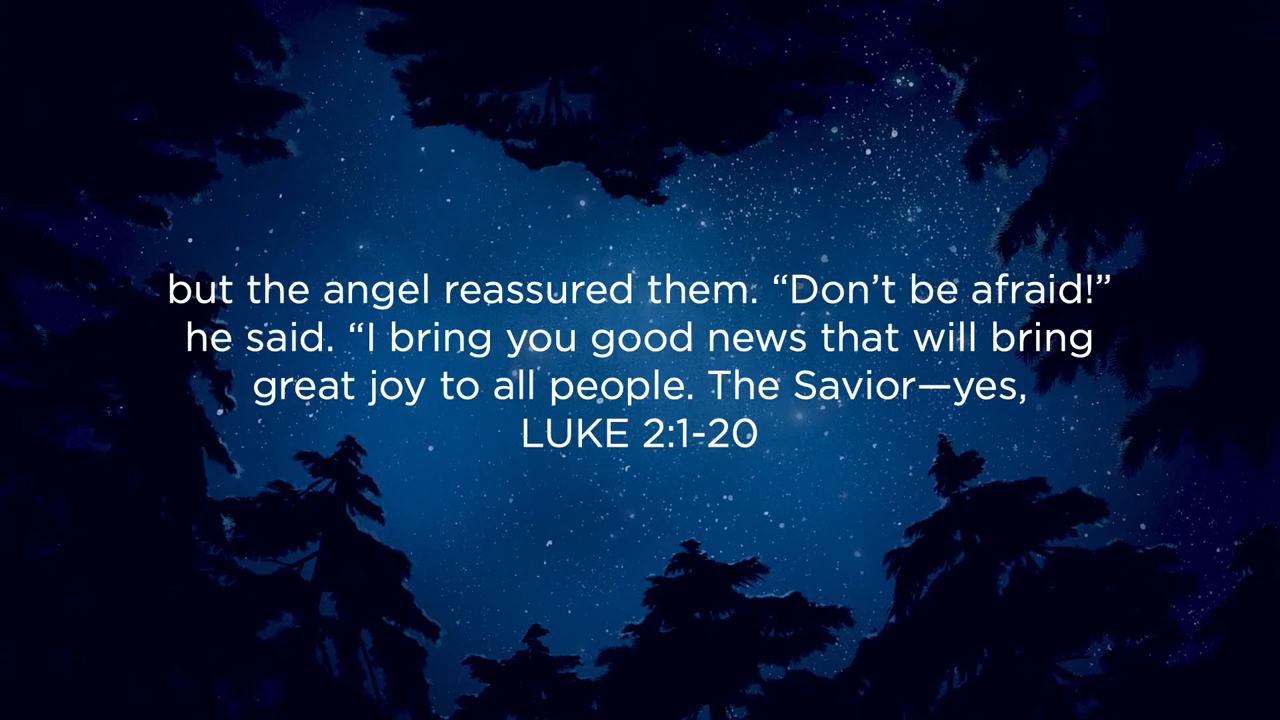 but the angel reassured them. “Don’t be afraid!”
he said. “I bring you good news that will bring
great joy to all people. The Savior—yes,
LUKE 2:1-20